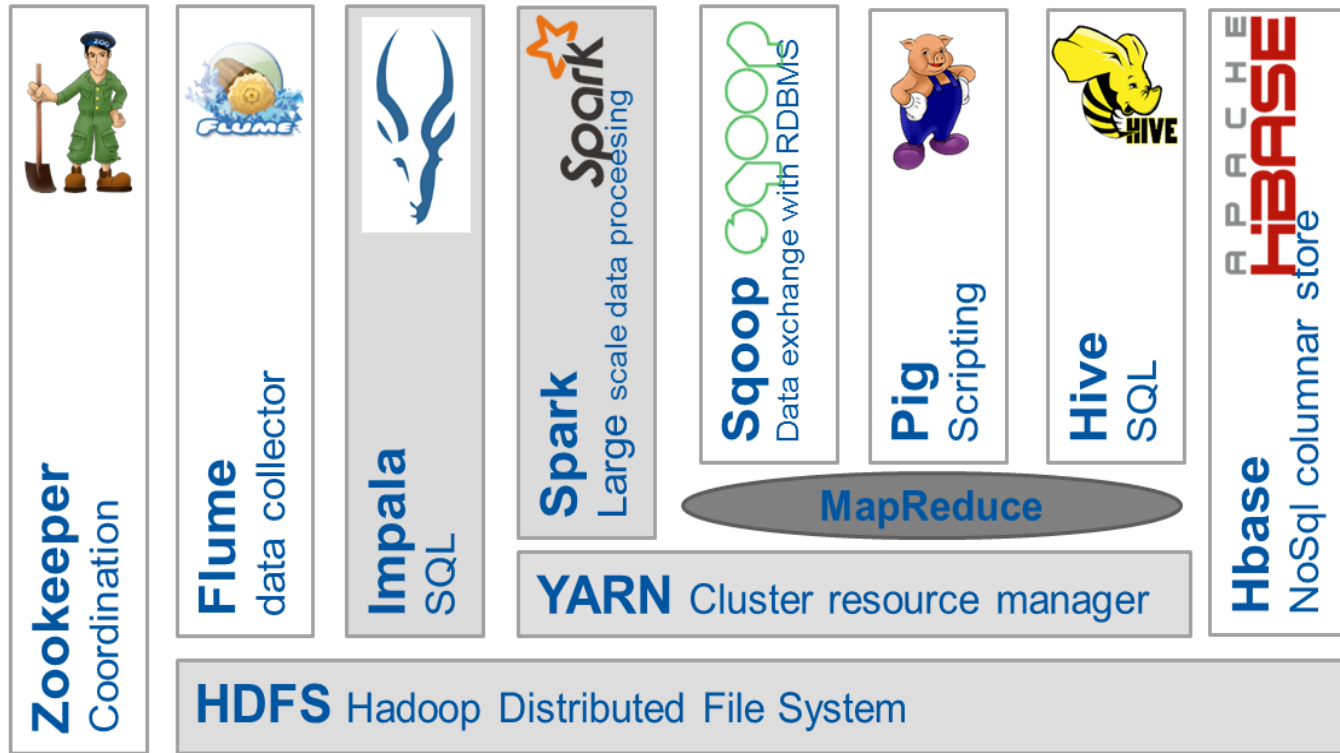 ZOO
Zookeeper
Coordination
FLUME
Flume
data collector
Impala
SQL
Spark
Spark
Large scale data proceesing
sqoop
Sqoop
Data exchange with RDBMS
Pig
Scripting
HIVE
Hive
SQL
APACHE
HBASE
Hbase
NoSql columnar store
MapReduce
YARN Cluster resource manager
HDFS Hadoop Distributed File System